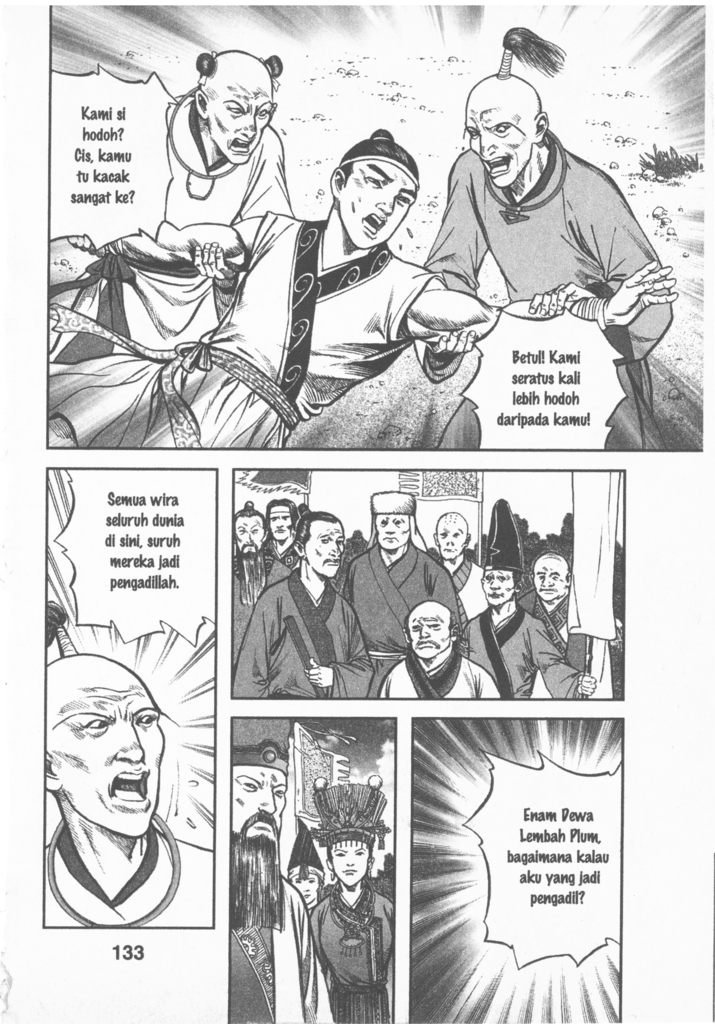 Kami si
hodoh?
Cis, kamu
tu kacak
sangat ke?
Betul! Kami
seratus kali
lebih hodoh
daripada kamu!
Semua wira
seluruh dunia
di sini, suruh
mereka jadi
pengadillah.
Enam Dewa
Lembah Plum,
bagaimana kalau
aku yang jadi
pengadil?
133